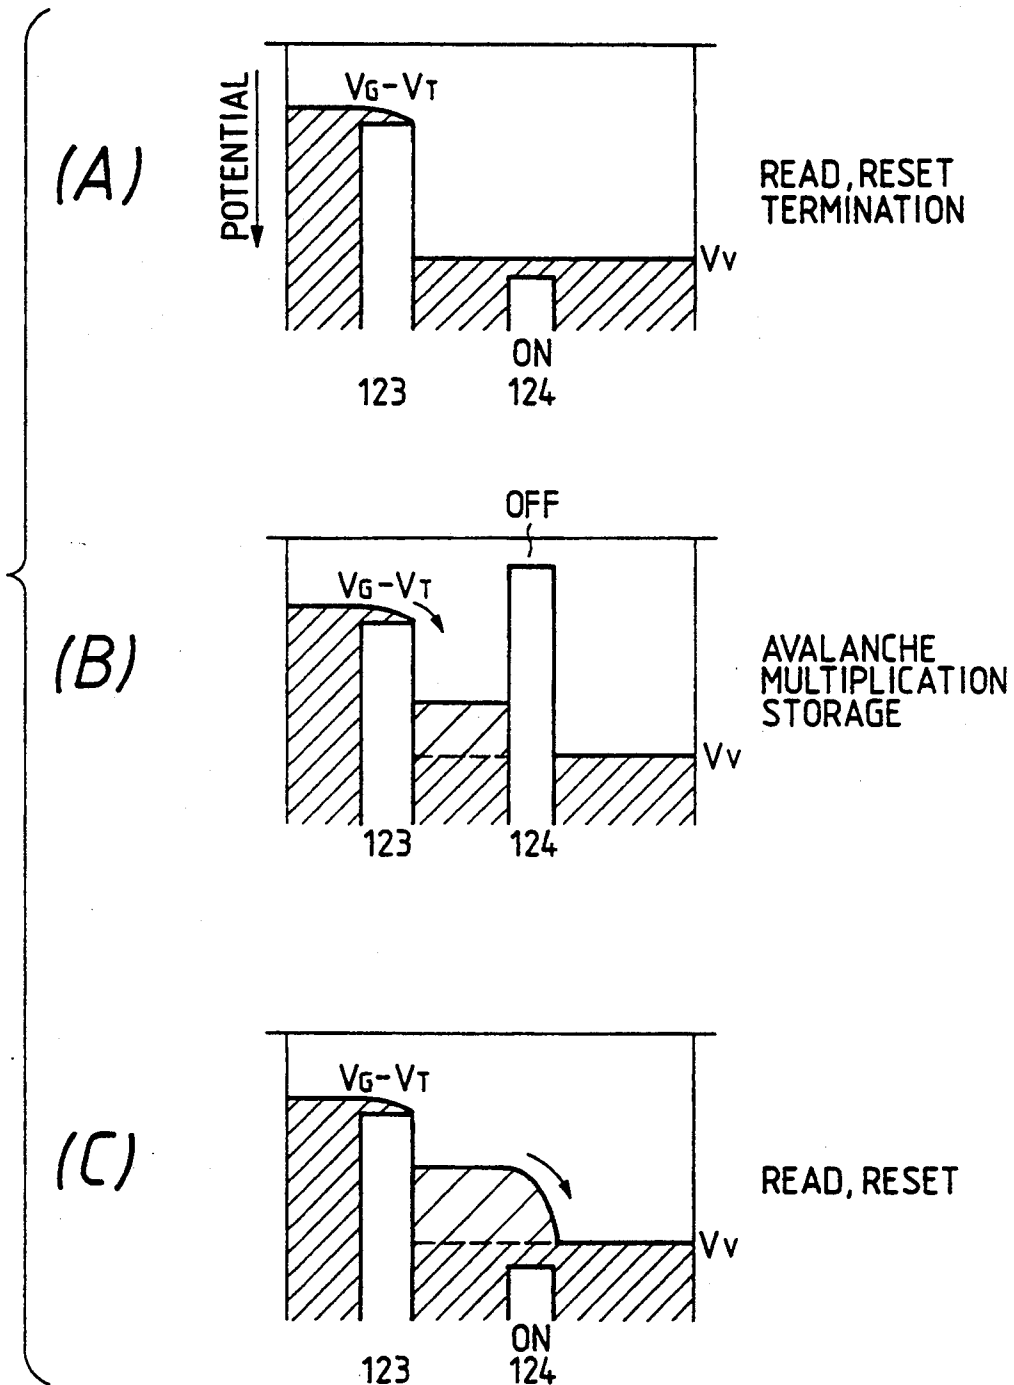 (A)
POTENTIAL
VG-VT
READ, RESET
TERMINATION
Vv
ON
123
124
OFF
(B)
VG-VT
AVALANCHE
MULTIPLICATION
STORAGE
Vv
123
124
(C)
VG-VT
READ, RESET
Vv
ON
123
124